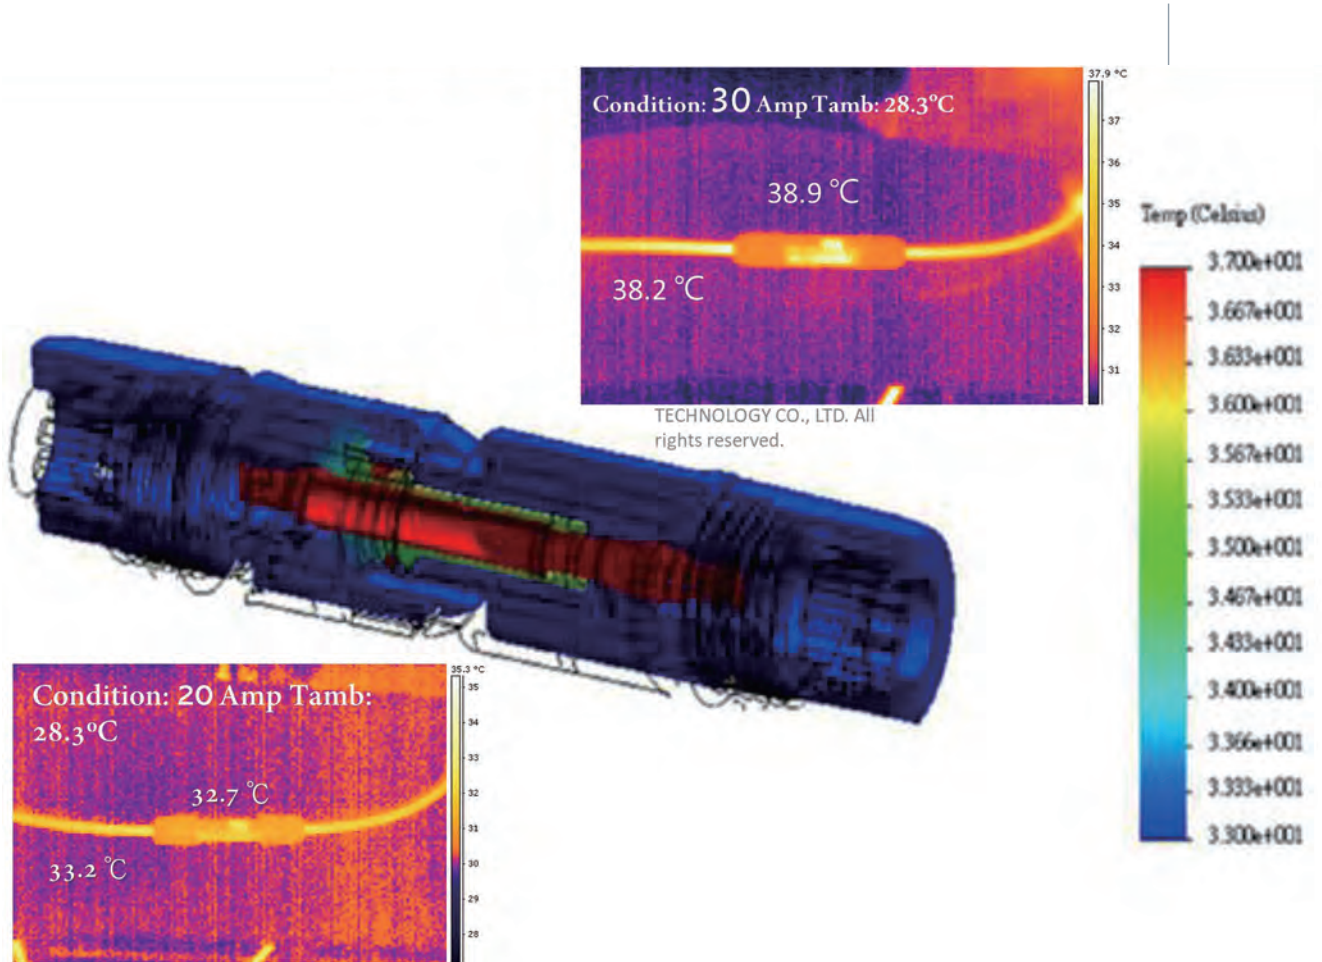 37.9 °C
Condition: 30 Amp Tamb: 28.3°C
37
36
38.9 °C
35
34
33
38.2 °C
32
31
TECHNOLOGY CO., LTD. All
rights reserved.
Temp (Celsius)
3.700e+001
3.667e+001
3.633e+001
3.600e+001
3.567e+001
3.533e+001
3.500e+001
3.467e+001
3.433e+001
3.400e+001
3.366e+001
3.333e+001
3.300e+001
35.3 °C
Condition: 20 Amp Tamb:
28.3°C
35
34
33
32.7 °C
32
31
33.2 °C
30
29
28